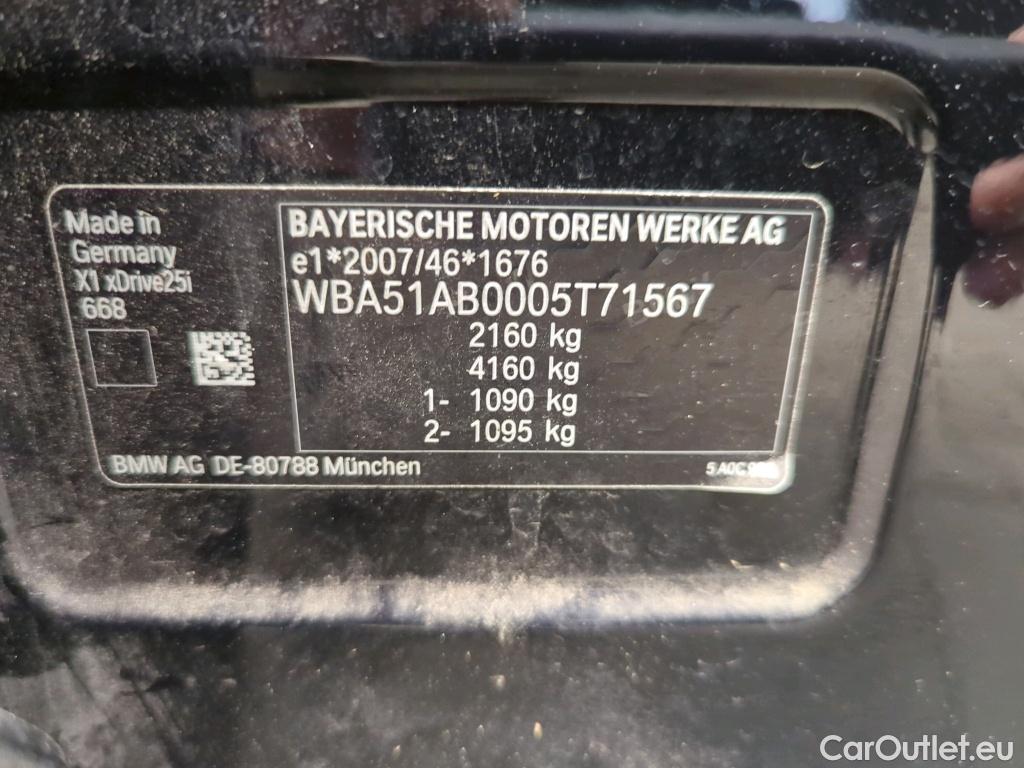 Made in
Germany
X1 xDrive25i
668
BAYERISCHE MOTOREN WERKE AG
e1*2007/46*1676
WBA51AB0005T71567
2160 kg
4160 kg
1- 1090 kg
2- 1095 kg
BMW AG DE-80788 München
CarOutlet.eu